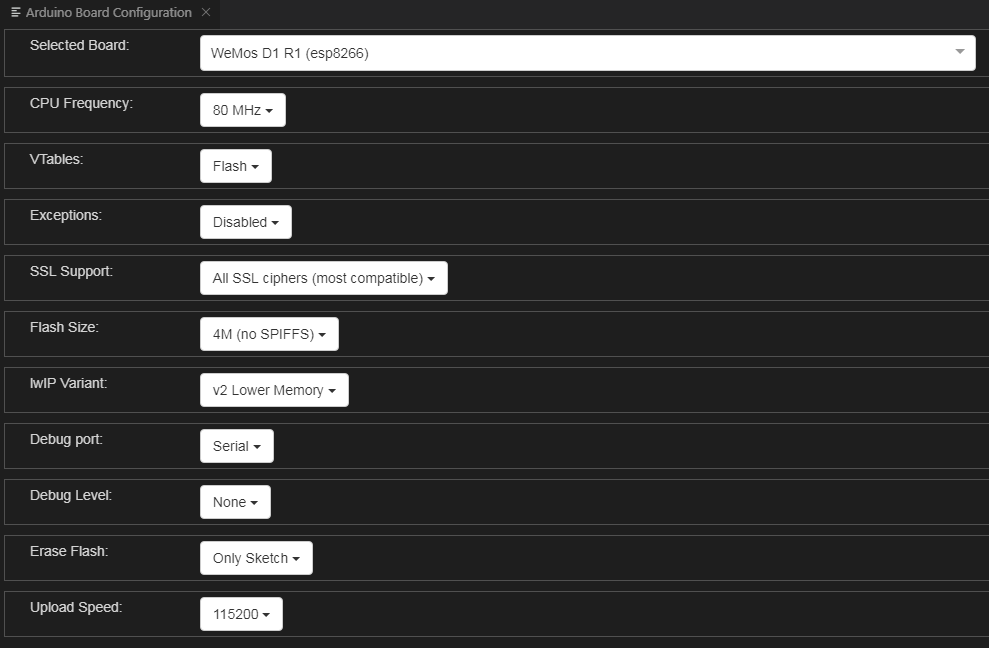 Arduino Board Configuration
Selected Board: WeMos D1 R1 (esp8266)
CPU Frequency: 80 MHz
VTables: Flash
Exceptions: Disabled
SSL Support: All SSL ciphers (most compatible)
Flash Size: 4M (no SPIFFS)
IwIP Variant: v2 Lower Memory
Debug port: Serial
Debug Level: None
Erase Flash: Only Sketch
Upload Speed: 115200